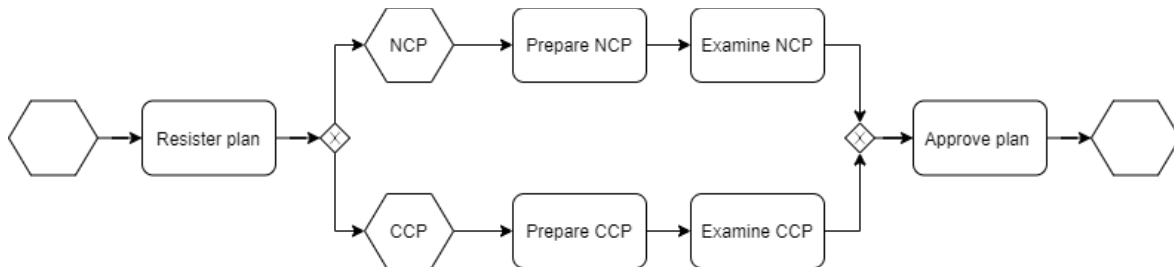 NCP
Prepare NCP
Examine NCP
Resister plan
Approve plan
CCP
Prepare CCP
Examine CCP